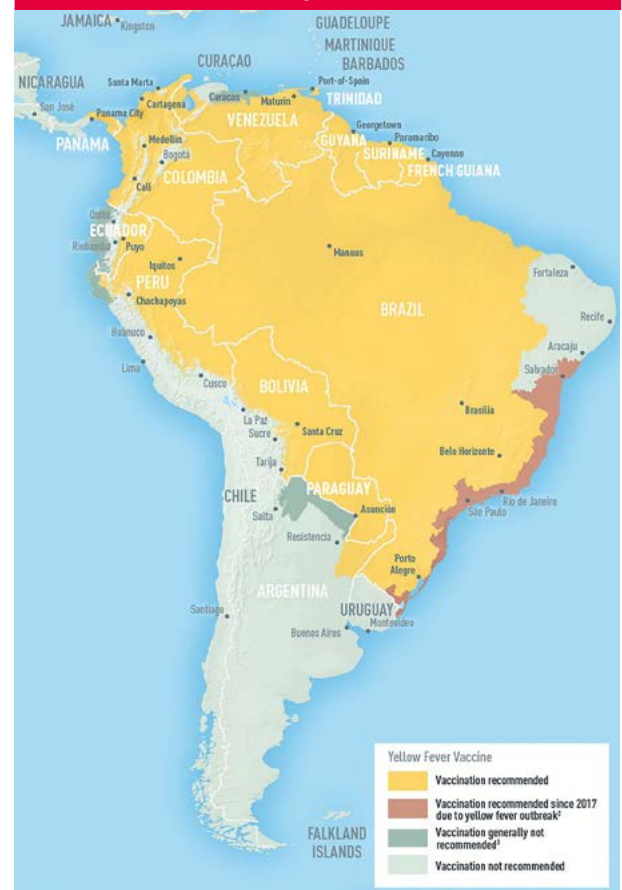 JAMAICA
Kingston
GUADELOUPE
MARTINIQUE
BARBADOS
CURAÇAO
NICARAGUA
Santa Marta
Port-of-Spain
San José
Cartagena
Caracas
Maturin
TRINIDAD
Panama City
VENEZUELA
Georgetown
PANAMA
Medellín
GUYANA
Paramaribo
Bogotá
SURINAME
Cayenne
COLOMBIA
FRENCH GUIANA
Cali
Quito
ECUADOR
Riobamba
Puyo
Manaus
Iquitos
Fortaleza
PERU
Chachapoyas
BRAZIL
Recife
Huánuco
Aracaju
Lima
Salvador
Cusco
BOLIVIA
Brasília
La Paz
Santa Cruz
Sucre
Belo Horizonte
Tarija
PARAGUAY
CHILE
Rio de Janeiro
São Paulo
Salta
Asunción
Resistencia
Porto
Alegre
ARGENTINA
URUGUAY
Santiago
Buenos Aires
Montevideo
Yellow Fever Vaccine
Vaccination recommended
Vaccination recommended since 2017
due to yellow fever outbreak²
Vaccination generally not
recommended³
Vaccination not recommended
FALKLAND
ISLANDS